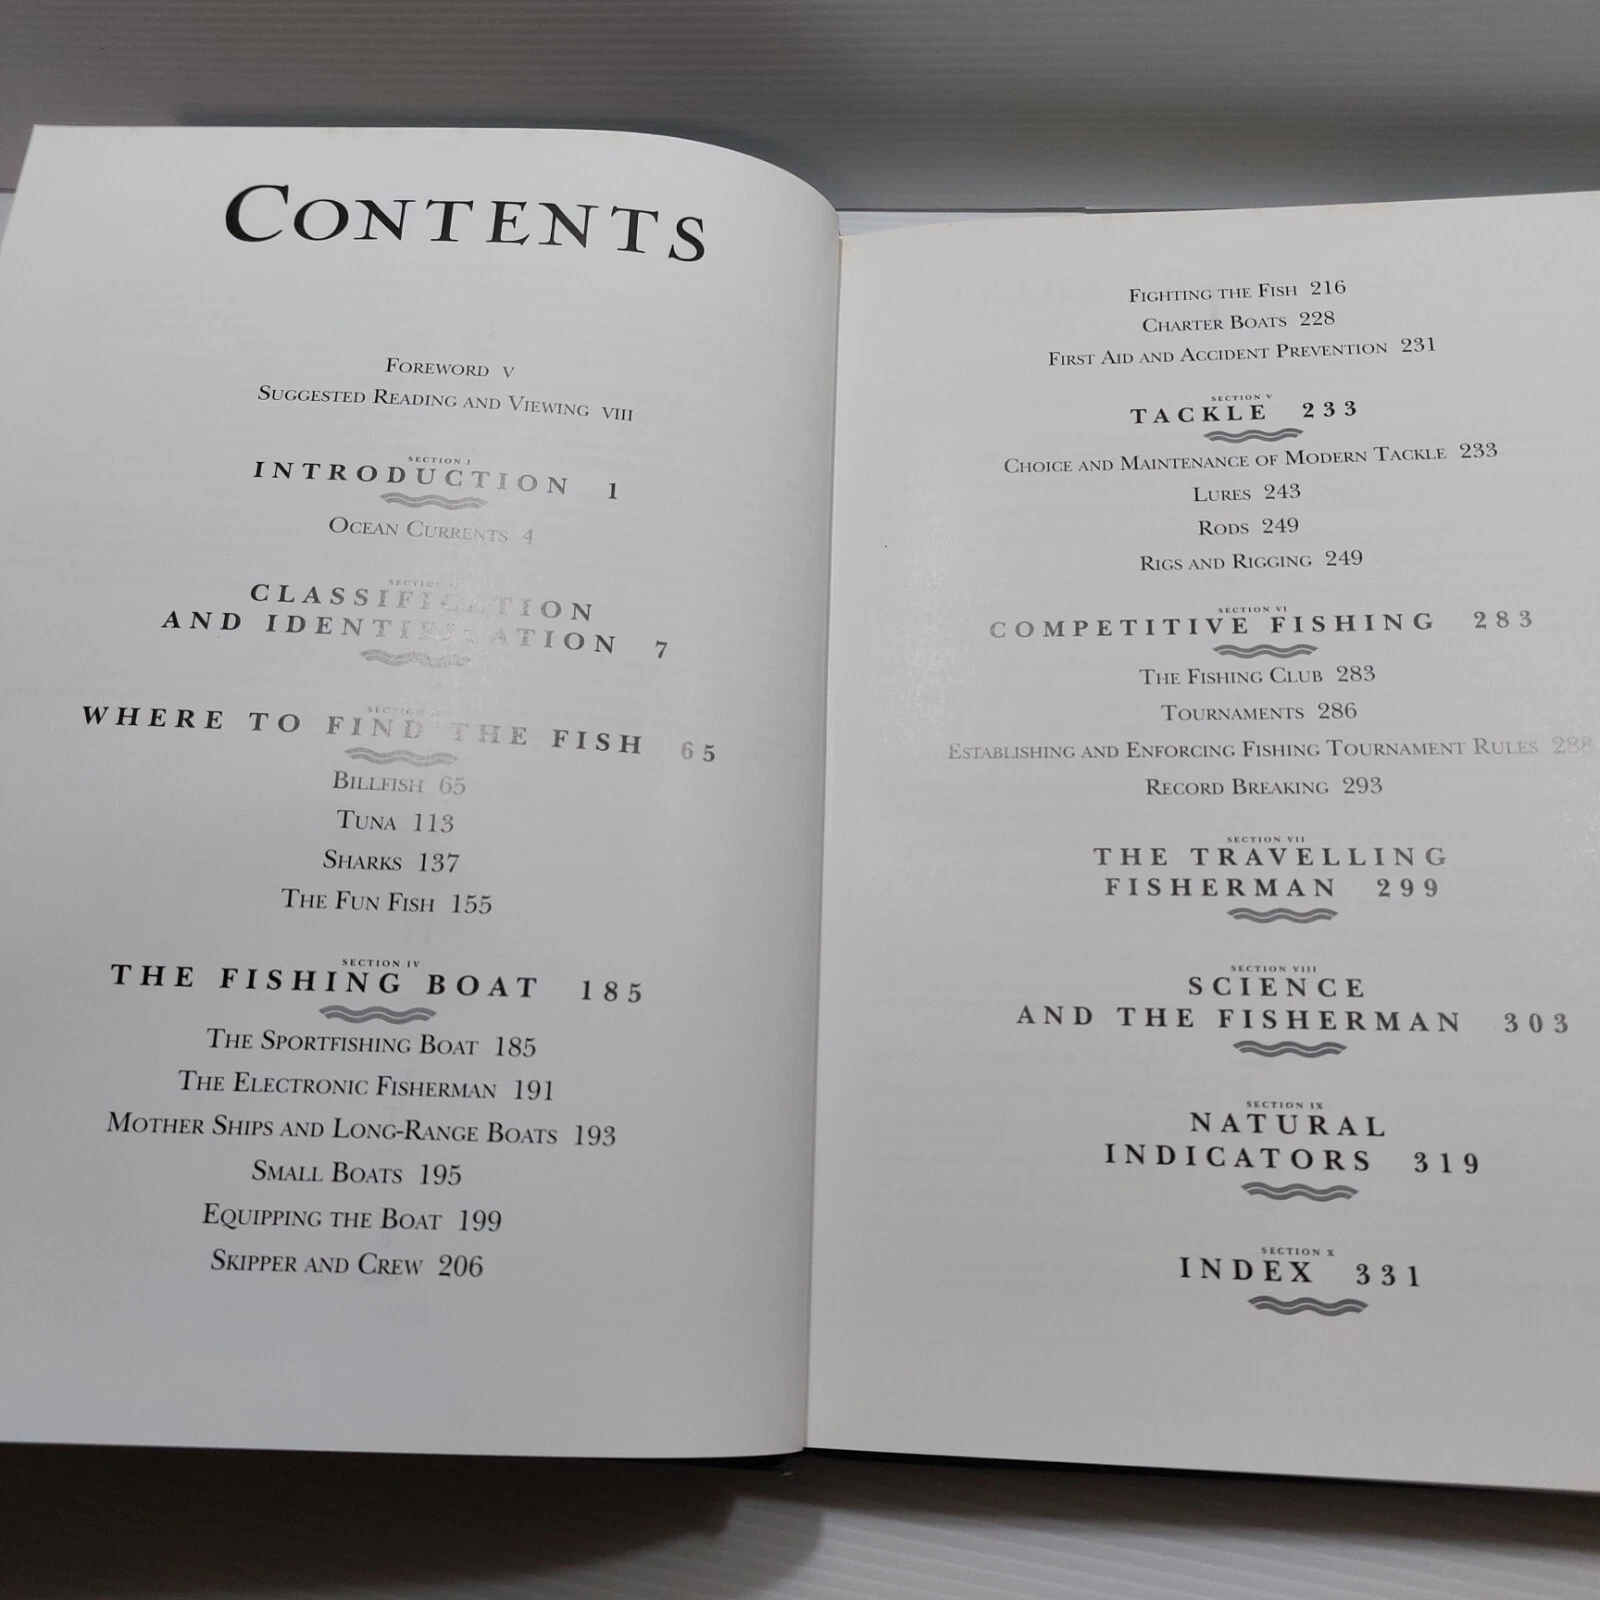 CONTENTS
FOREWORD V
SUGGESTED READING AND VIEWING VIII
SECTION I
INTRODUCTION 1
OCEAN CURRENTS 4
SECTION
CLASSIFICATION
AND IDENTIFICATION 7
SECTION
WHERE TO FIND THE FISH 65
BILLFISH 65
TUNA 113
SHARKS 137
THE FUN FISH 155
SECTION IV
THE FISHING BOAT 185
THE SPORTFISHING BOAT 185
THE ELECTRONIC FISHERMAN 191
MOTHER SHIPS AND LONG-RANGE BOATS 193
SMALL BOATS 195
EQUIPPING THE BOAT 199
SKIPPER AND CREW 206
FIGHTING THE FISH 216
CHARTER BOATS 228
FIRST AID AND ACCIDENT PREVENTION 231
SECTION V
TACKLE 233
CHOICE AND MAINTENANCE OF MODERN TACKLE 233
LURES 243
RODS 249
RIGS AND RIGGING 249
SECTION VI
COMPETITIVE FISHING 283
THE FISHING CLUB 283
TOURNAMENTS 286
ESTABLISHING AND ENFORCING FISHING TOURNAMENT RULES 288
RECORD BREAKING 293
SECTION VII
THE TRAVELLING
FISHERMAN 299
SECTION VIII
SCIENCE
AND THE FISHERMAN 303
SECTION IX
NATURAL
INDICATORS 319
SECTION X
INDEX 331